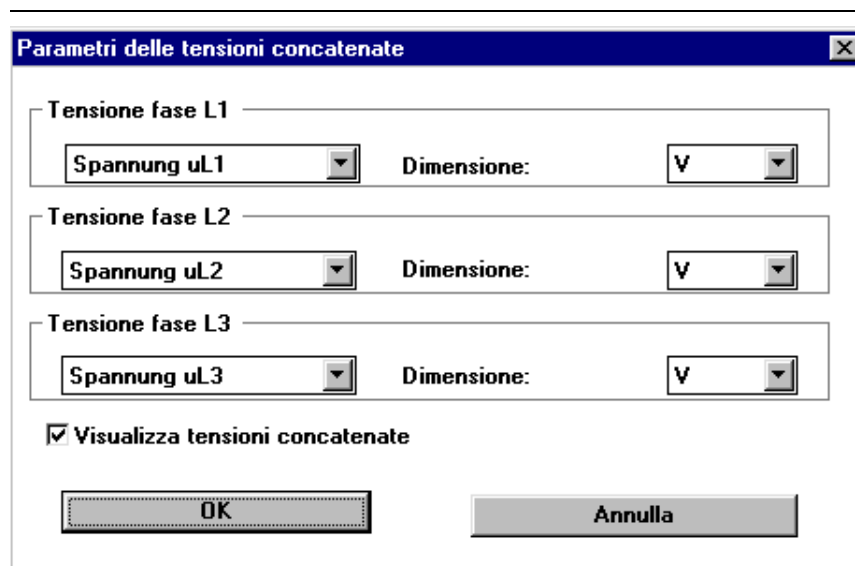 Parametri delle tensioni concatenate
Tensione fase L1
Spannung uL1 Dimensione: V
Tensione fase L2
Spannung uL2 Dimensione: V
Tensione fase L3
Spannung uL3 Dimensione: V
Visualizza tensioni concatenate
OK Annulla